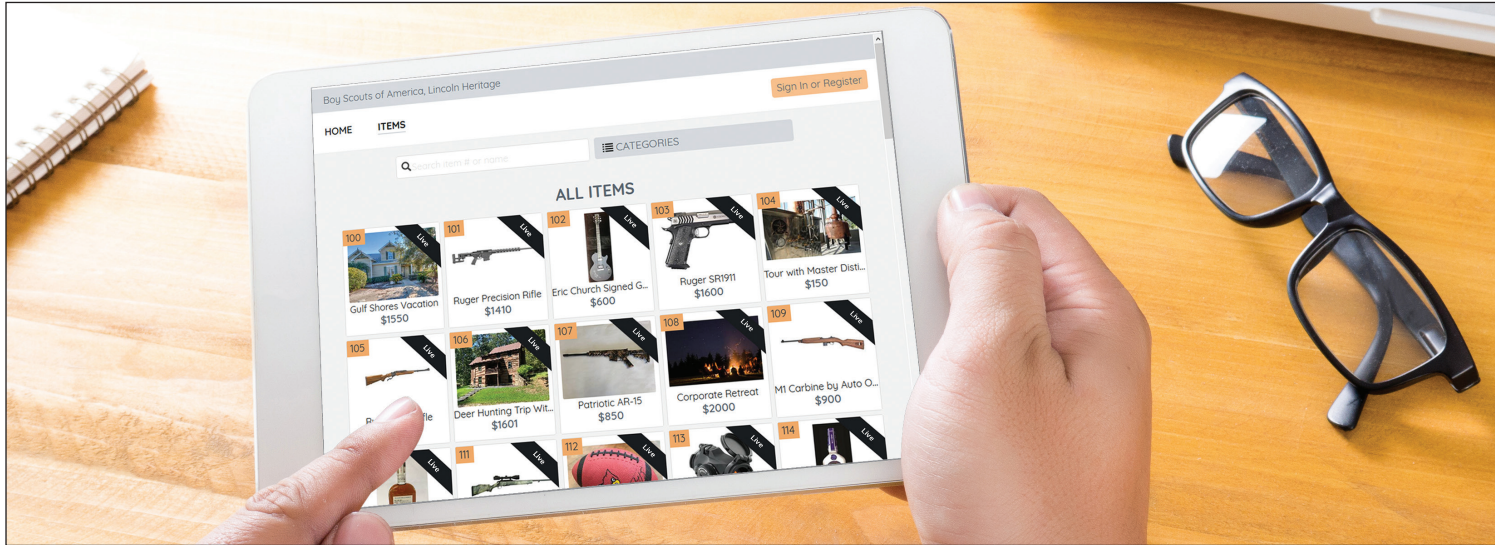 Boy Scouts of America, Lincoln Heritage
Sign In or Register
HOME ITEMS
Search item # or name
CATEGORIES
ALL ITEMS
100 Live
Gulf Shores Vacation
$1550
101 Live
Ruger Precision Rifle
$1410
102 Live
Eric Church Signed G...
$600
103 Live
Ruger SR1911
$1600
104 Live
Tour with Master Disti...
$150
105 Live
106 Live
Deer Hunting Trip Wit...
$1601
107 Live
Patriotic AR-15
$850
108 Live
Corporate Retreat
$2000
109 Live
M1 Carbine by Auto O...
$900
Live
111 Live
112 Live
113 Live
114 Live